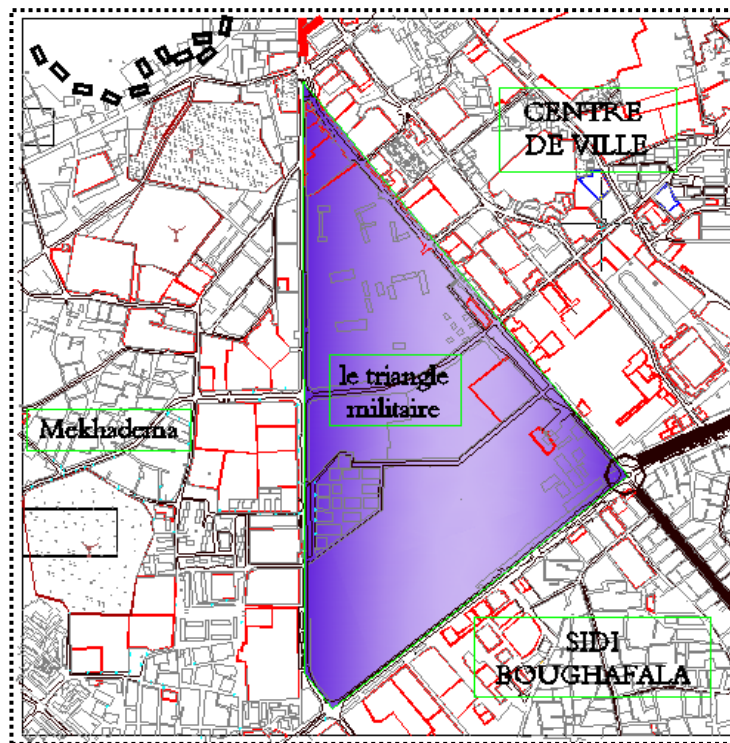 CENTRE
DE VILLE
le triangle
militaire
Mekhadema
SIDI
BOUGHAFALA